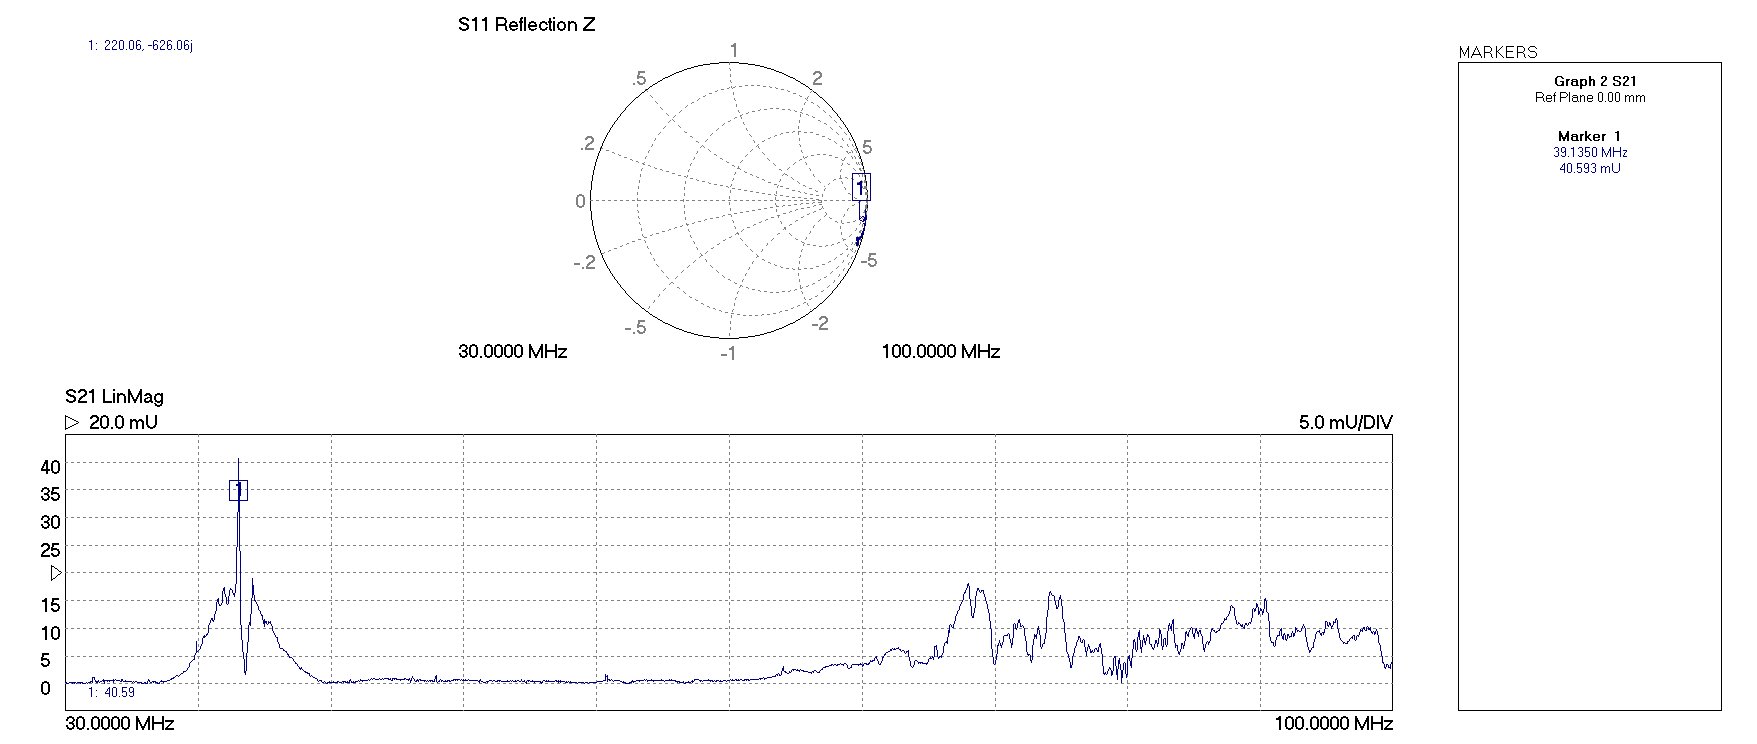 S11 Reflection Z
1: 220.06, -626.06j
1
.5
2
.2
5
1
0
-.2
-5
-.5
-2
-1
30.0000 MHz
100.0000 MHz
S21 LinMag
20.0 mU
5.0 mU/DIV
40
35
1
30
25
15
10
5
0
1: 40.59
30.0000 MHz
100.0000 MHz
MARKERS
Graph 2 S21
Ref Plane 0.00 mm
Marker 1
39.1350 MHz
40.593 mU